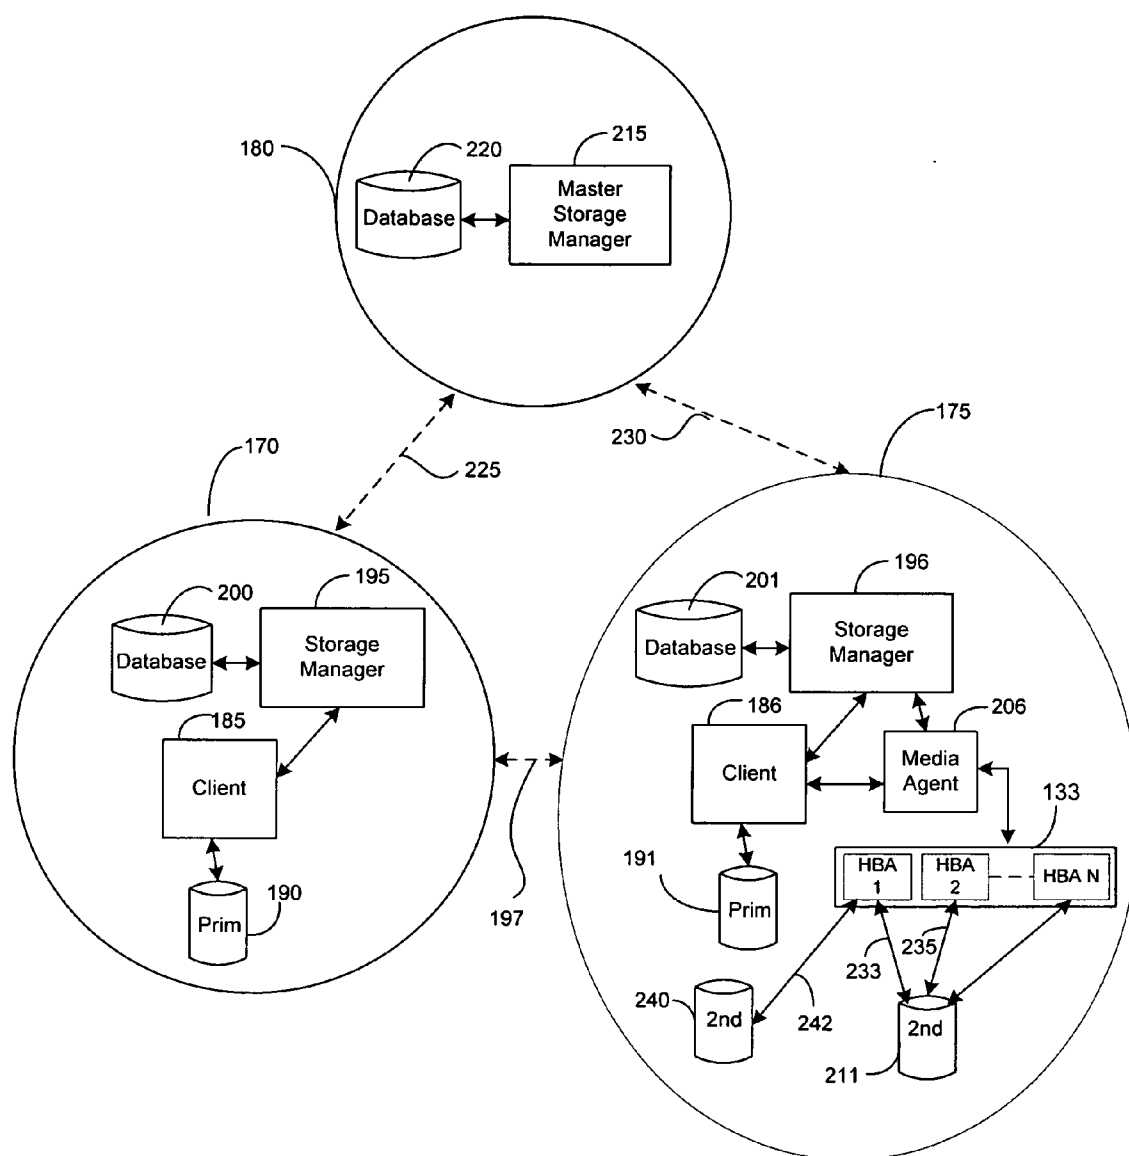 215
180
220
Master
Storage
Manager
Database
175
230
170
225
195
196
200
201
Storage
Manager
Storage
Manager
Database
Database
185
186
206
Client
Client
Media
Agent
133
191
HBA
1
HBA
2
HBA N
190
Prim
Prim
197
235
233
240
2nd
242
2nd
211